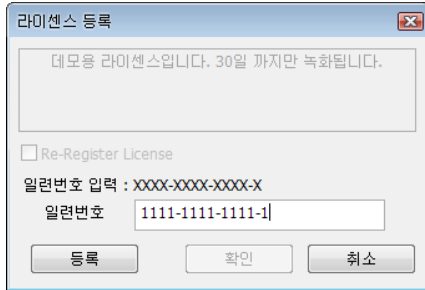 라이센스 등록
데모용 라이센스입니다. 30일 까지만 녹화됩니다.
Re-Register License
일련번호 입력 : XXXX-XXXX-XXXX-X
일련번호 1111-1111-1111-1
등록 확인 취소